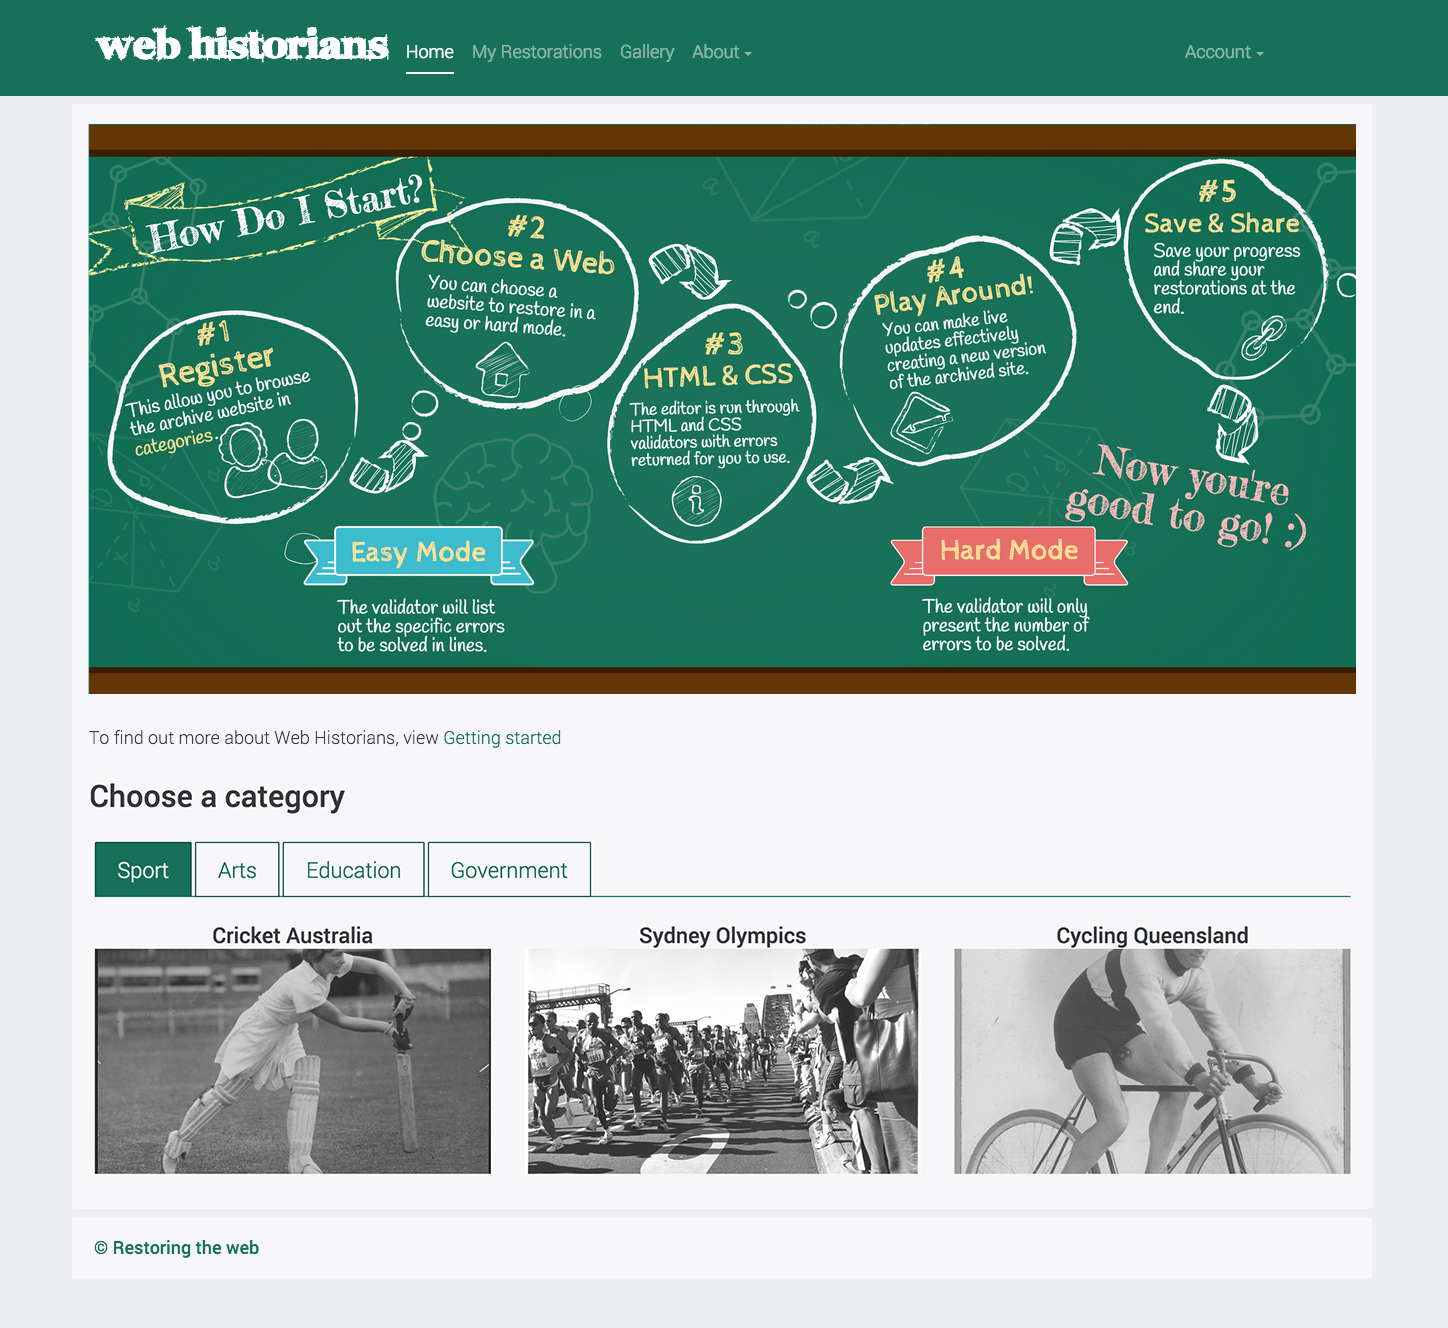 web historians
Home
My Restorations
Gallery
About
Account
How Do I Start?
#1
Register
This allow you to browse
the archive website in
categories.
#2
Choose a Web
You can choose a
website to restore in a
easy or hard mode.
#3
HTML & CSS
The editor is run through
HTML and CSS
validators with errors
returned for you to use.
#4
Play Around!
You can make live
updates effectively
creating a new version
of the archived site.
#5
Save & Share
Save your progress
and share your
restorations at the
end.
Now you're
good to go! :)
Easy Mode
The validator will list
out the specific errors
to be solved in lines.
Hard Mode
The validator will only
present the number of
errors to be solved.
To find out more about Web Historians, view Getting started
Choose a category
Sport
Arts
Education
Government
Cricket Australia
Sydney Olympics
Cycling Queensland
© Restoring the web